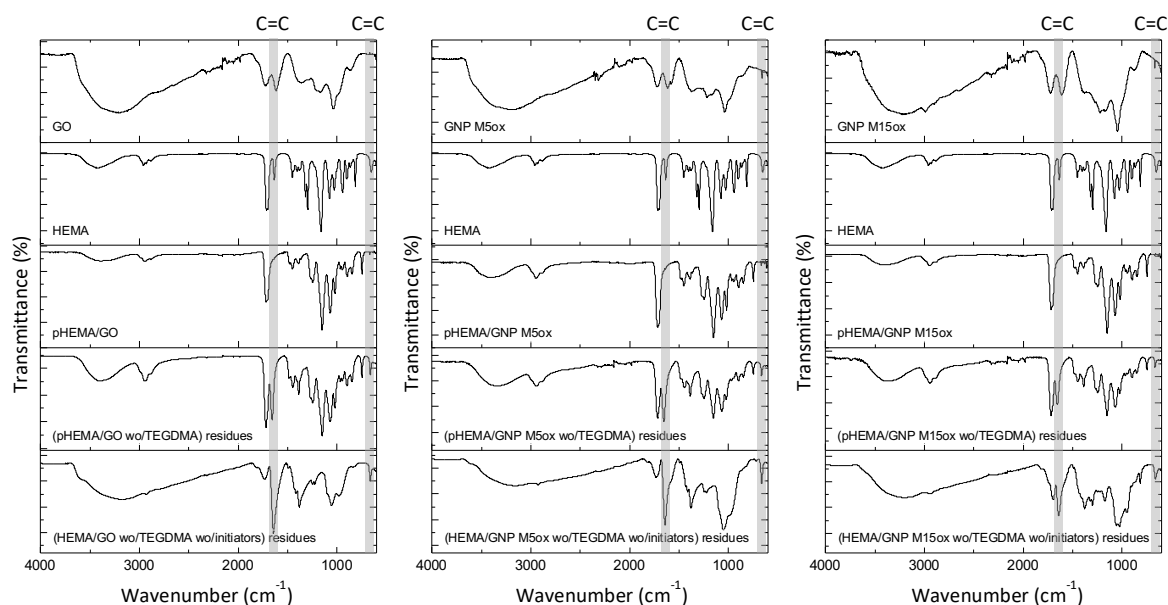 C=C C=C
GO
HEMA
pHEMA/GO
(pHEMA/GO wo/TEGDMA) residues
(HEMA/GO wo/TEGDMA wo/initiators) residues
4000 3000 2000 1000
Wavenumber (cm-1)
Transmittance (%)
C=C C=C
GNP M5ox
HEMA
pHEMA/GNP M5ox
(pHEMA/GNP M5ox wo/TEGDMA) residues
(HEMA/GNP M5ox wo/TEGDMA wo/initiators) residues
4000 3000 2000 1000
Wavenumber (cm-1)
Transmittance (%)
C=C C=C
GNP M15ox
HEMA
pHEMA/GNP M15ox
(pHEMA/GNP M15ox wo/TEGDMA) residues
(HEMA/GNP M15ox wo/TEGDMA wo/initiators) residues
4000 3000 2000 1000
Wavenumber (cm-1)
Transmittance (%)